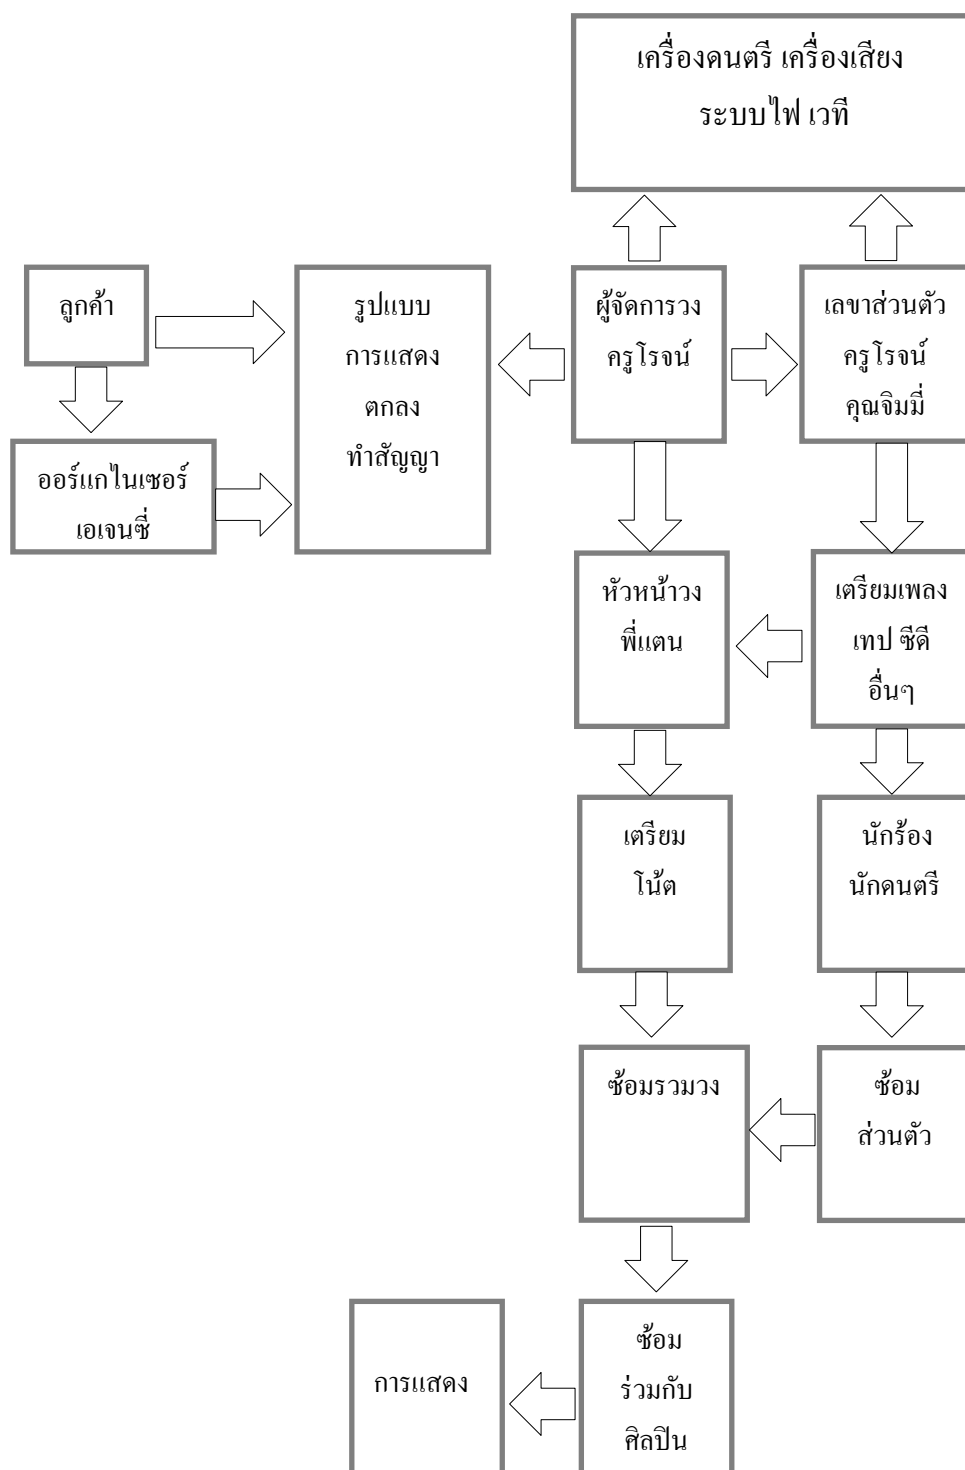 เครื่องดนตรี เครื่องเสียง
ระบบไฟ เวที
ลูกค้า
รูปแบบ
การแสดง
ตกลง
ทำสัญญา
ผู้จัดการวง
ครูโรจน์
เลขาส่วนตัว
ครูโรจน์
คุณจิมมี่
ออร์แกไนเซอร์
เอเจนซี่
หัวหน้าวง
พี่แตน
เตรียมเพลง
เทป ซีดี
อื่นๆ
เตรียม
โน้ต
นักร้อง
นักดนตรี
ซ้อมรวมวง
ซ้อม
ส่วนตัว
การแสดง
ซ้อม
ร่วมกับ
ศิลปิน